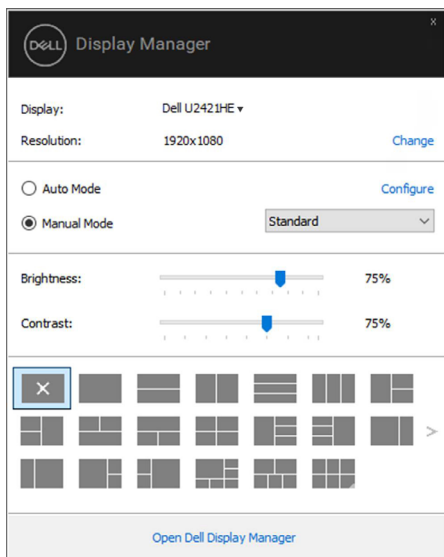 x
DELL Display Manager
Display: Dell U2421HE ▾
Resolution: 1920x1080 Change
Auto Mode Configure
Manual Mode Standard
Brightness: 75%
Contrast: 75%
>
Open Dell Display Manager